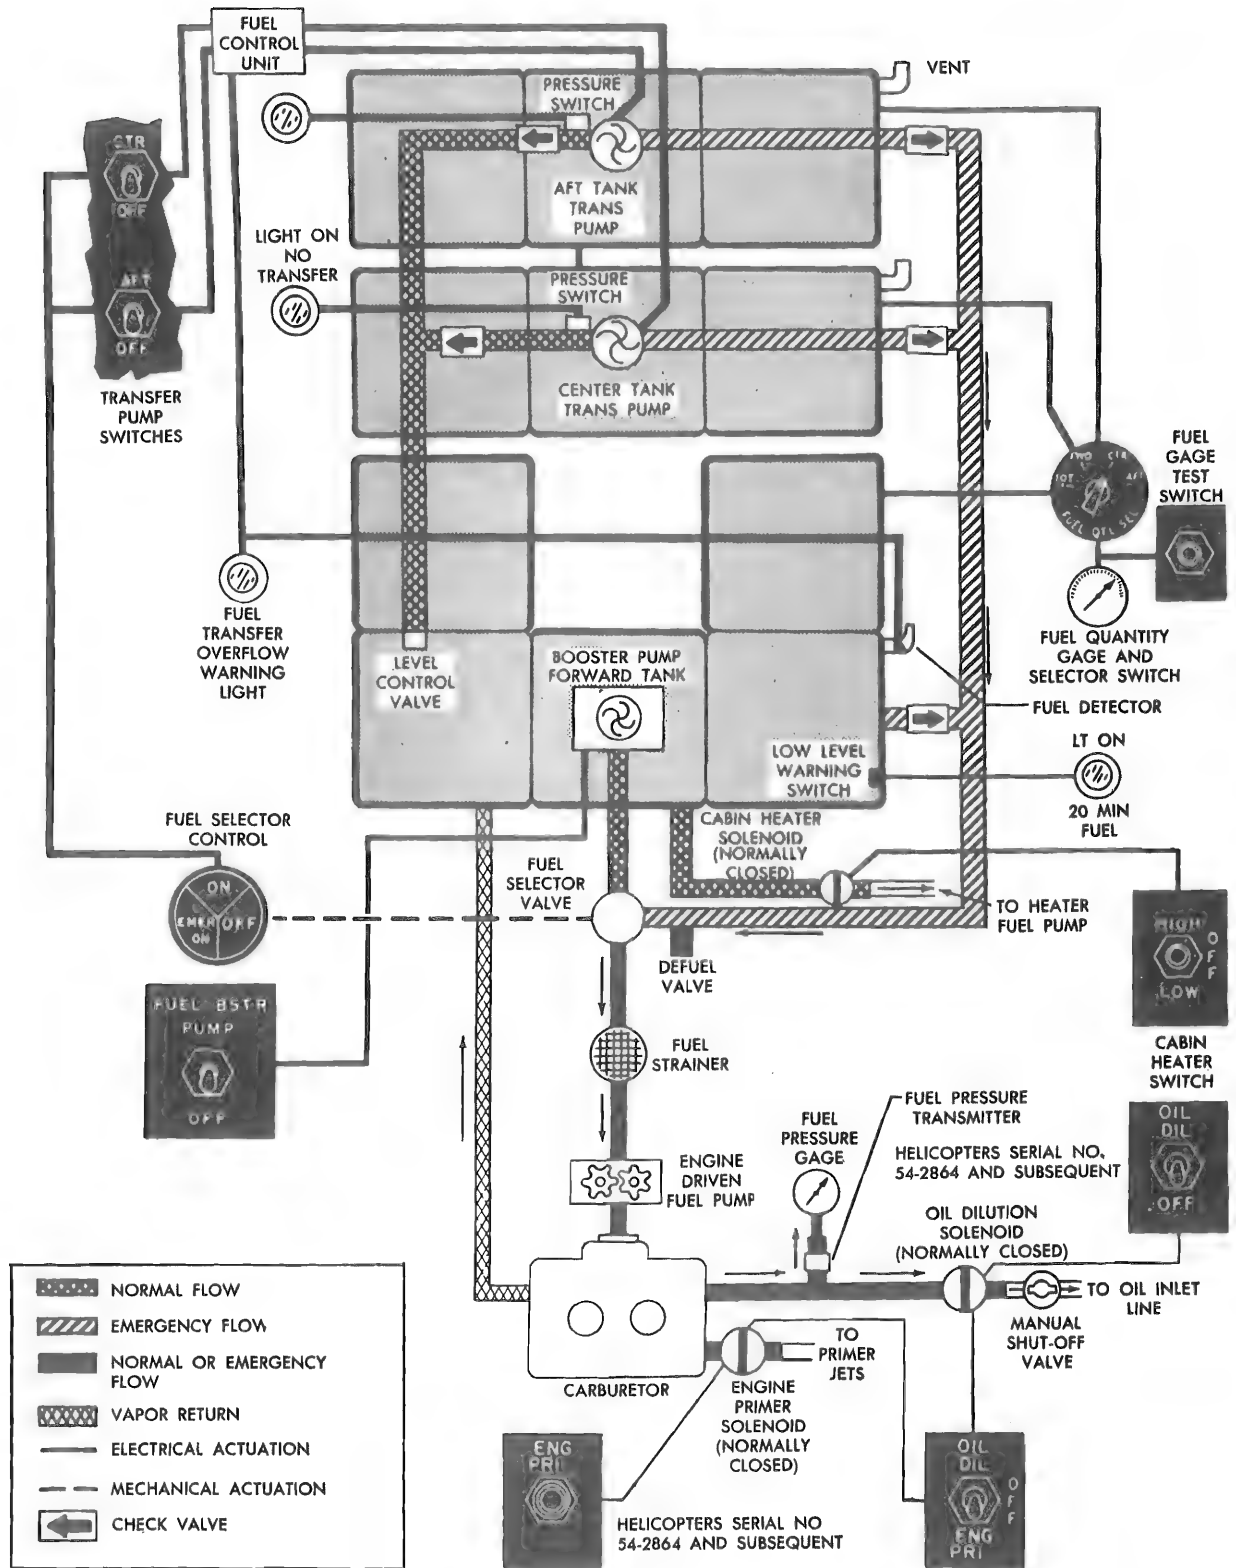 FUEL
CONTROL
UNIT
VENT
PRESSURE
SWITCH
CTR
OFF
AFT TANK
TRANS
PUMP
LIGHT ON
NO
TRANSFER
PRESSURE
SWITCH
AFT
OFF
CENTER TANK
TRANS PUMP
TRANSFER
PUMP
SWITCHES
FUEL
GAGE
TEST
SWITCH
TWO CTR
TOT AFT
FUEL QTL SEL
FUEL
TRANSFER
OVERFLOW
WARNING
LIGHT
LEVEL
CONTROL
VALVE
BOOSTER PUMP
FORWARD TANK
FUEL QUANTITY
GAGE AND
SELECTOR SWITCH
FUEL DETECTOR
LOW LEVEL
WARNING
SWITCH
LT ON
20 MIN
FUEL
FUEL SELECTOR
CONTROL
CABIN HEATER
SOLENOID
(NORMALLY
CLOSED)
FUEL
SELECTOR
VALVE
ON
EMER
ON
OFF
TO HEATER
FUEL PUMP
HIGH
OFF
LOW
DEFUEL
VALVE
FUEL BSTR
PUMP
OFF
FUEL
STRAINER
CABIN
HEATER
SWITCH
FUEL PRESSURE
TRANSMITTER
FUEL
PRESSURE
GAGE
HELICOPTERS SERIAL NO.
54-2864 AND SUBSEQUENT
OIL
DIL
OFF
ENGINE
DRIVEN
FUEL PUMP
OIL DILUTION
SOLENOID
(NORMALLY CLOSED)
TO OIL INLET
LINE
MANUAL
SHUT-OFF
VALVE
TO
PRIMER
JETS
CARBURETOR
ENGINE
PRIMER
SOLENOID
(NORMALLY
CLOSED)
NORMAL FLOW
EMERGENCY FLOW
NORMAL OR EMERGENCY
FLOW
VAPOR RETURN
ELECTRICAL ACTUATION
MECHANICAL ACTUATION
CHECK VALVE
ENG
PRI
HELICOPTERS SERIAL NO
54-2864 AND SUBSEQUENT
OIL
DIL
OFF
ENG
PRI